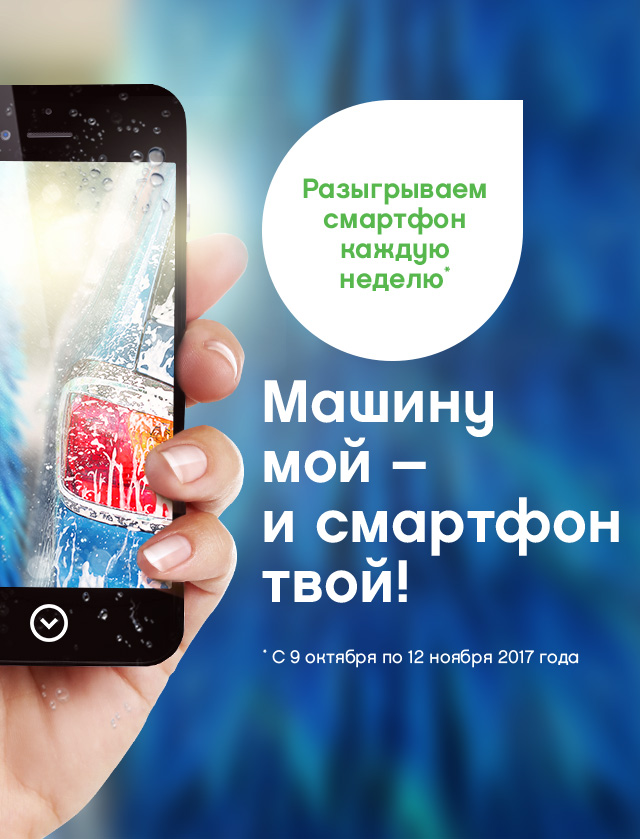 Разыгрываем
смартфон
каждую
неделю*
Машину
мой –
и смартфон
твой!
* С 9 октября по 12 ноября 2017 года